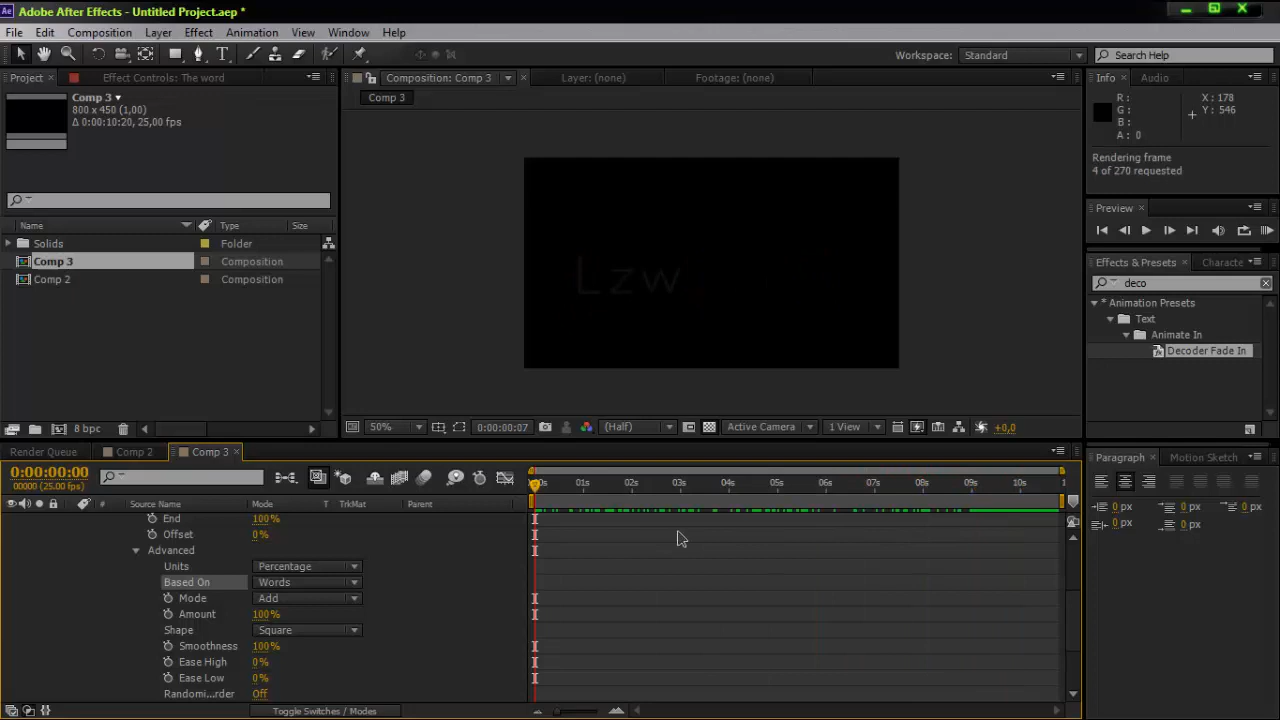 Ae Adobe After Effects - Untitled Project.aep *
File Edit Composition Layer Effect Animation View Window Help
Workspace: Standard Search Help
Project Effect Controls: The word Composition: Comp 3 Layer: (none) Footage: (none) Info Audio
Comp 3
Comp 3
800 x 450 (1,00)
Δ 0:00:10:20, 25,00 fps
R :
G :
B :
A : 0
X : 178
Y : 546
Rendering frame
4 of 270 requested
Preview
Name Type Size
Solids Folder
Comp 3 Composition
Comp 2 Composition
Lzw
Effects & Presets Characte
deco
* Animation Presets
Text
Animate In
Decoder Fade In
8 bpc
50% 0:00:00:07 (Half) Active Camera 1 View +0,0
Render Queue Comp 2 Comp 3
Paragraph Motion Sketch
0:00:00:00
00000 (25.00 fps)
0s 01s 02s 03s 04s 05s 06s 07s 08s 09s 10s 1
Source Name Mode T TrkMat Parent
0 px 0 px 0 px
0 px 0 px
End 100%
Offset 0%
Advanced
Units Percentage
Based On Words
Mode Add
Amount 100%
Shape Square
Smoothness 100%
Ease High 0%
Ease Low 0%
Randomi...rder Off
Toggle Switches / Modes